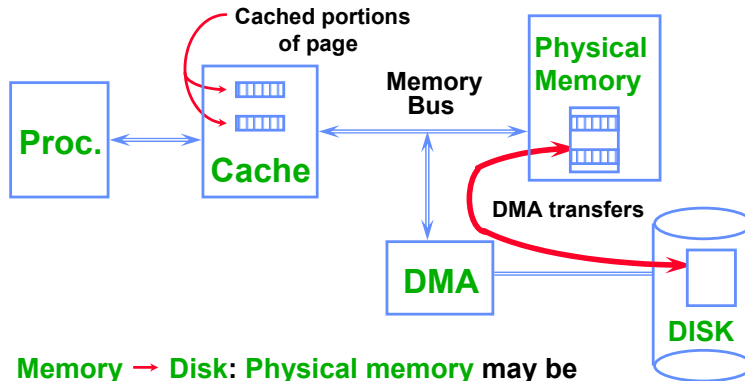 Cached portions
of page
Physical
Memory
Memory
Bus
Proc.
Cache
DMA transfers
DMA
DISK
Memory → Disk: Physical memory may be